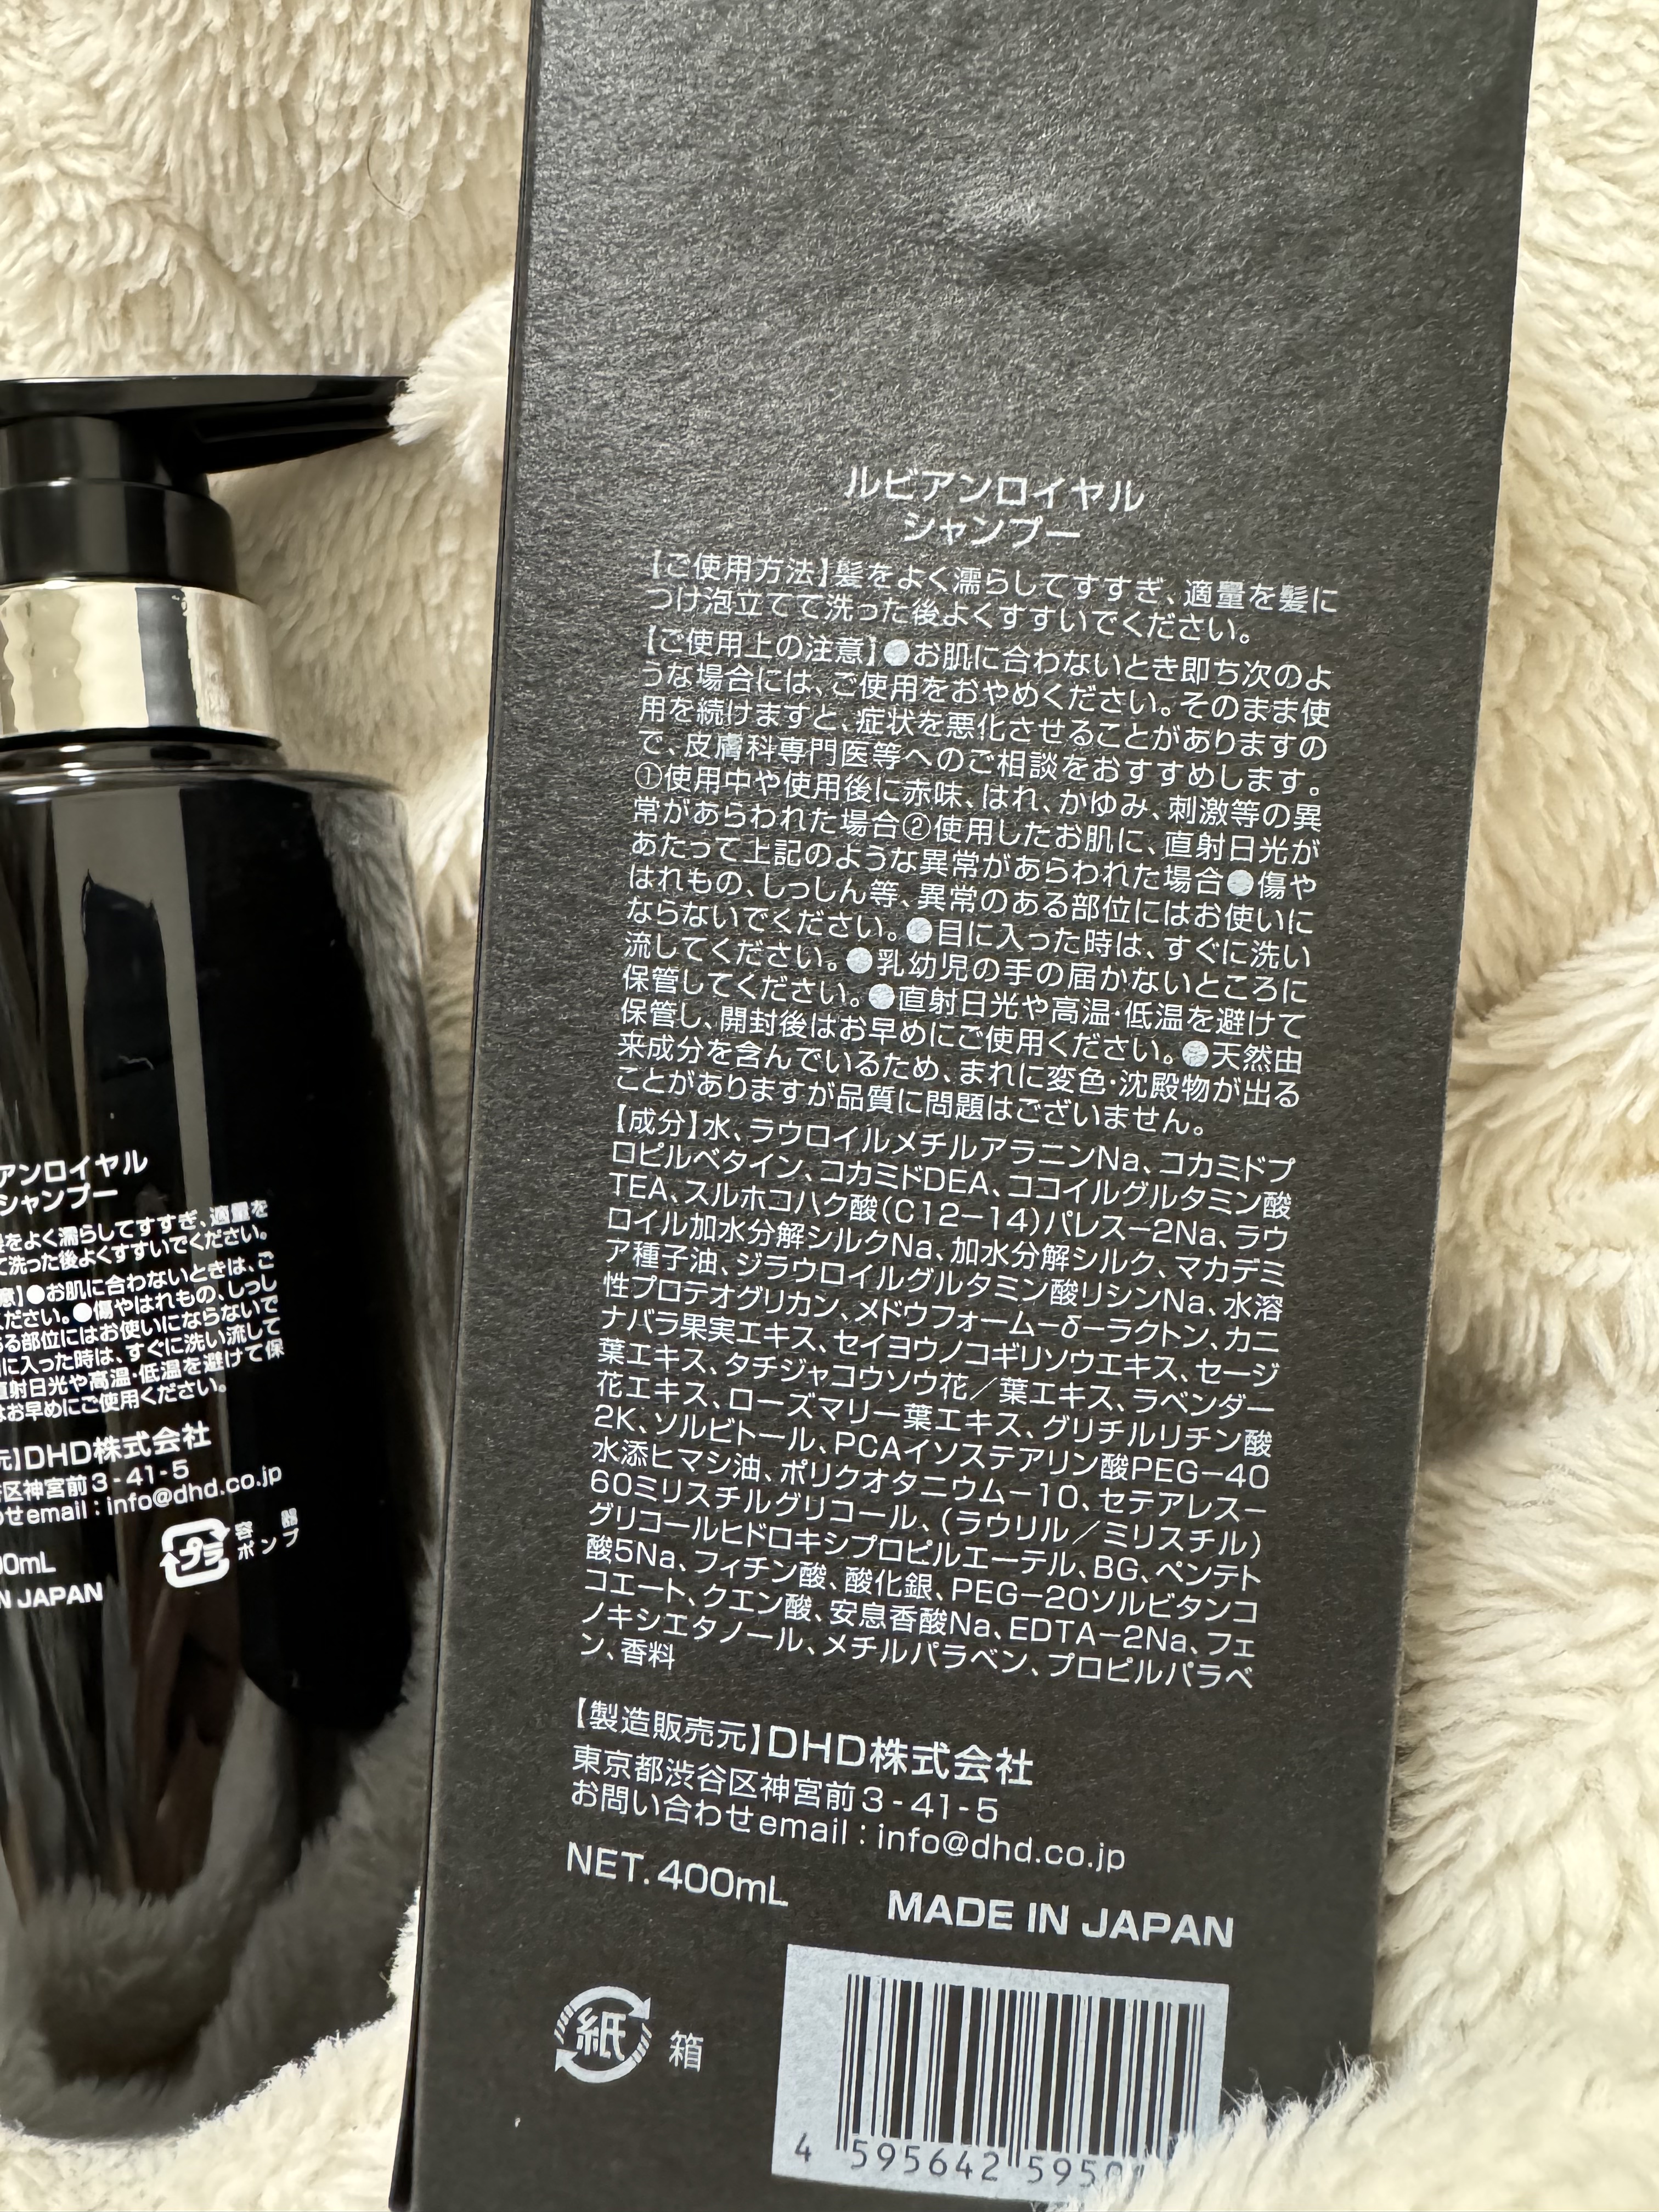 ルビアンロイヤル
シャンプー
【ご使用方法】髪をよく濡らしてすすぎ、適量を髪に
つけ泡立てて洗った後よくすすいでください。
【ご使用上の注意】●お肌に合わないとき即ち次のよ
うな場合には、ご使用をおやめください。そのまま使
用を続けますと、症状を悪化させることがありますの
で、皮膚科専門医等へのご相談をおすすめします。
①使用中や使用後に赤味、はれ、かゆみ、刺激等の異
常があらわれた場合②使用したお肌に、直射日光が
あたって上記のような異常があらわれた場合●傷や
はれもの、しっしん等、異常のある部位にはお使いに
ならないでください。●目に入った時は、すぐに洗い
流してください。●乳幼児の手の届かないところに
保管してください。●直射日光や高温・低温を避けて
保管し、開封後はお早めにご使用ください。●天然由
来成分を含んでいるため、まれに変色・沈殿物が出る
ことがありますが品質に問題はございません。
【成分】水、ラウロイルメチルアラニンNa、コカミドプ
ロピルベタイン、コカミドDEA、ココイルグルタミン酸
TEA、スルホコハク酸(C12-14)パレス-2Na、ラウ
ロイル加水分解シルクNa、加水分解シルク、マカデミ
ア種子油、ジラウロイルグルタミン酸リシンNa、水溶
性プロテオグリカン、メドウフォーム-δ-ラクトン、カニ
ナバラ果実エキス、セイヨウノコギリソウエキス、セージ
葉エキス、タチジャコウソウ花/葉エキス、ラベンダー
花エキス、ローズマリー葉エキス、グリチルリチン酸
2K、ソルビトール、PCAイソステアリン酸PEG-40
水添ヒマシ油、ポリクオタニウム-10、セテアレス-
60ミリスチルグリコール、(ラウリル/ミリスチル)
グリコールヒドロキシプロピルエーテル、BG、ペンテト
酸5Na、フィチン酸、酸化銀、PEG-20ソルビタンコ
コエート、クエン酸、安息香酸Na、EDTA-2Na、フェ
ノキシエタノール、メチルパラベン、プロピルパラベ
ン、香料
【製造販売元】DHD株式会社
東京都渋谷区神宮前3-41-5
お問い合わせemail：info@dhd.co.jp
NET.400mL
MADE IN JAPAN
紙 箱
4 595642 5950
アンロイヤル
シャンプー
をよく濡らしてすすぎ、適量を
て洗った後よくすすいでください。
意】●お肌に合わないときは、ご
ください。●傷やはれもの、しっし
る部位にはお使いにならないで
に入った時は、すぐに洗い流して
直射日光や高温・低温を避けて保
はお早めにご使用ください。
元】DHD株式会社
区神宮前3-41-5
わせemail：info@dhd.co.jp
0mL
N JAPAN
プラ
容器
ポンプ